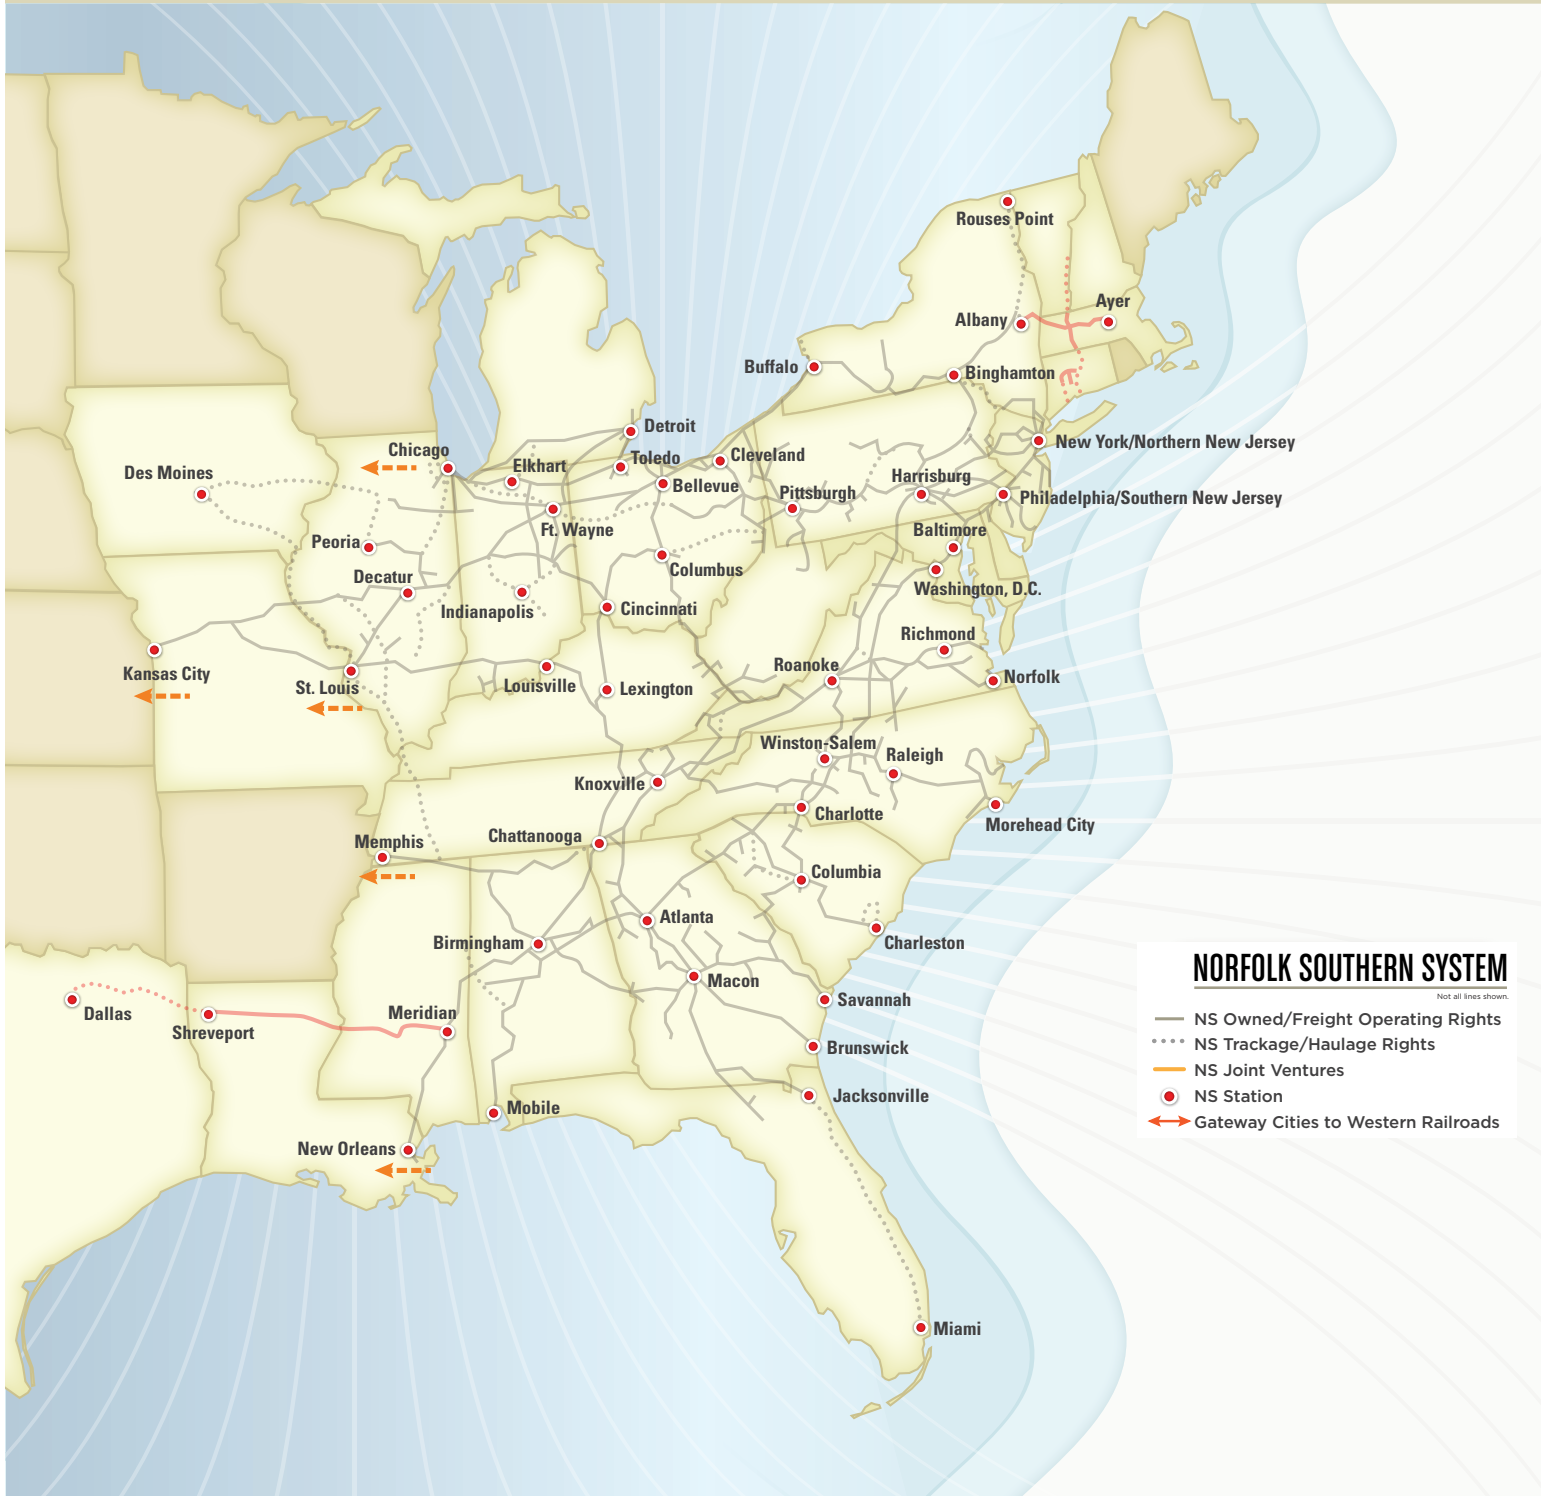 Rouses Point
Ayer
Albany
Buffalo
Binghamton
Detroit
New York/Northern New Jersey
Chicago
Toledo
Cleveland
Elkhart
Des Moines
Bellevue
Harrisburg
Pittsburgh
Philadelphia/Southern New Jersey
Ft. Wayne
Baltimore
Peoria
Columbus
Decatur
Washington, D.C.
Indianapolis
Cincinnati
Richmond
Roanoke
Kansas City
Norfolk
St. Louis
Louisville
Lexington
Winston-Salem
Raleigh
Knoxville
Charlotte
Morehead City
Chattanooga
Memphis
Columbia
Atlanta
Birmingham
Charleston
Macon
Savannah
Dallas
Meridian
Shreveport
Brunswick
Jacksonville
Mobile
New Orleans
Miami
NORFOLK SOUTHERN SYSTEM
Not all lines shown.
NS Owned/Freight Operating Rights
NS Trackage/Haulage Rights
NS Joint Ventures
NS Station
Gateway Cities to Western Railroads